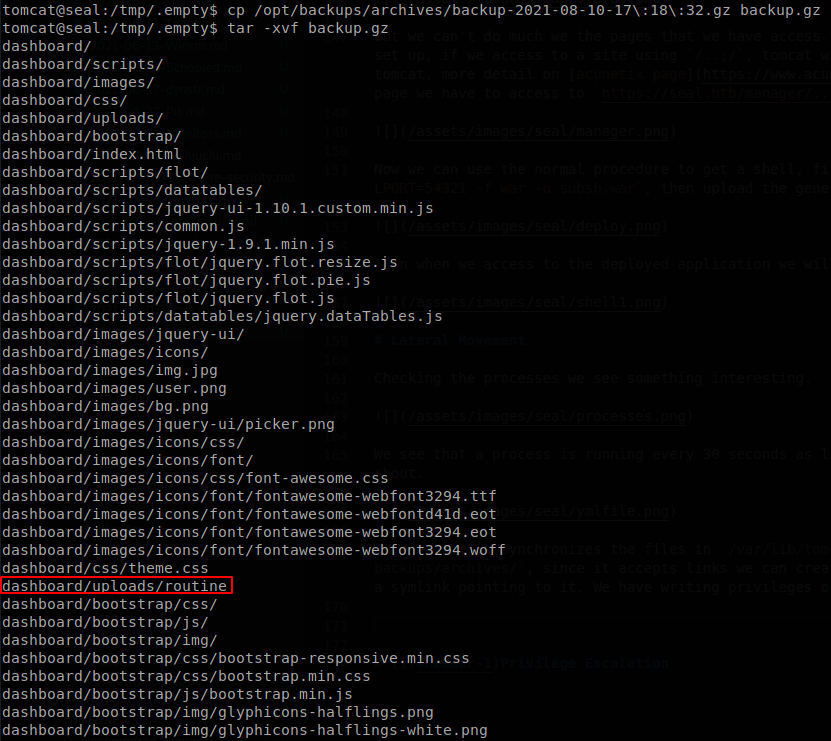 tomcat@seal:/tmp/.empty$ cp /opt/backups/archives/backup-2021-08-10-17\:18\:32.gz backup.gz
tomcat@seal:/tmp/.empty$ tar -xvf backup.gz
dashboard/
dashboard/scripts/
dashboard/images/
dashboard/css/
dashboard/uploads/
dashboard/bootstrap/
dashboard/index.html
dashboard/scripts/flot/
dashboard/scripts/datatables/
dashboard/scripts/jquery-ui-1.10.1.custom.min.js
dashboard/scripts/common.js
dashboard/scripts/jquery-1.9.1.min.js
dashboard/scripts/flot/jquery.flot.resize.js
dashboard/scripts/flot/jquery.flot.pie.js
dashboard/scripts/flot/jquery.flot.js
dashboard/scripts/datatables/jquery.dataTables.js
dashboard/images/jquery-ui/
dashboard/images/icons/
dashboard/images/img.jpg
dashboard/images/user.png
dashboard/images/bg.png
dashboard/images/jquery-ui/picker.png
dashboard/images/icons/css/
dashboard/images/icons/font/
dashboard/images/icons/css/font-awesome.css
dashboard/images/icons/font/fontawesome-webfont3294.ttf
dashboard/images/icons/font/fontawesome-webfontd41d.eot
dashboard/images/icons/font/fontawesome-webfont3294.eot
dashboard/images/icons/font/fontawesome-webfont3294.woff
dashboard/css/theme.css
dashboard/uploads/routine
dashboard/bootstrap/css/
dashboard/bootstrap/js/
dashboard/bootstrap/img/
dashboard/bootstrap/css/bootstrap-responsive.min.css
dashboard/bootstrap/css/bootstrap.min.css
dashboard/bootstrap/js/bootstrap.min.js
dashboard/bootstrap/img/glyphicons-halflings.png
dashboard/bootstrap/img/glyphicons-halflings-white.png